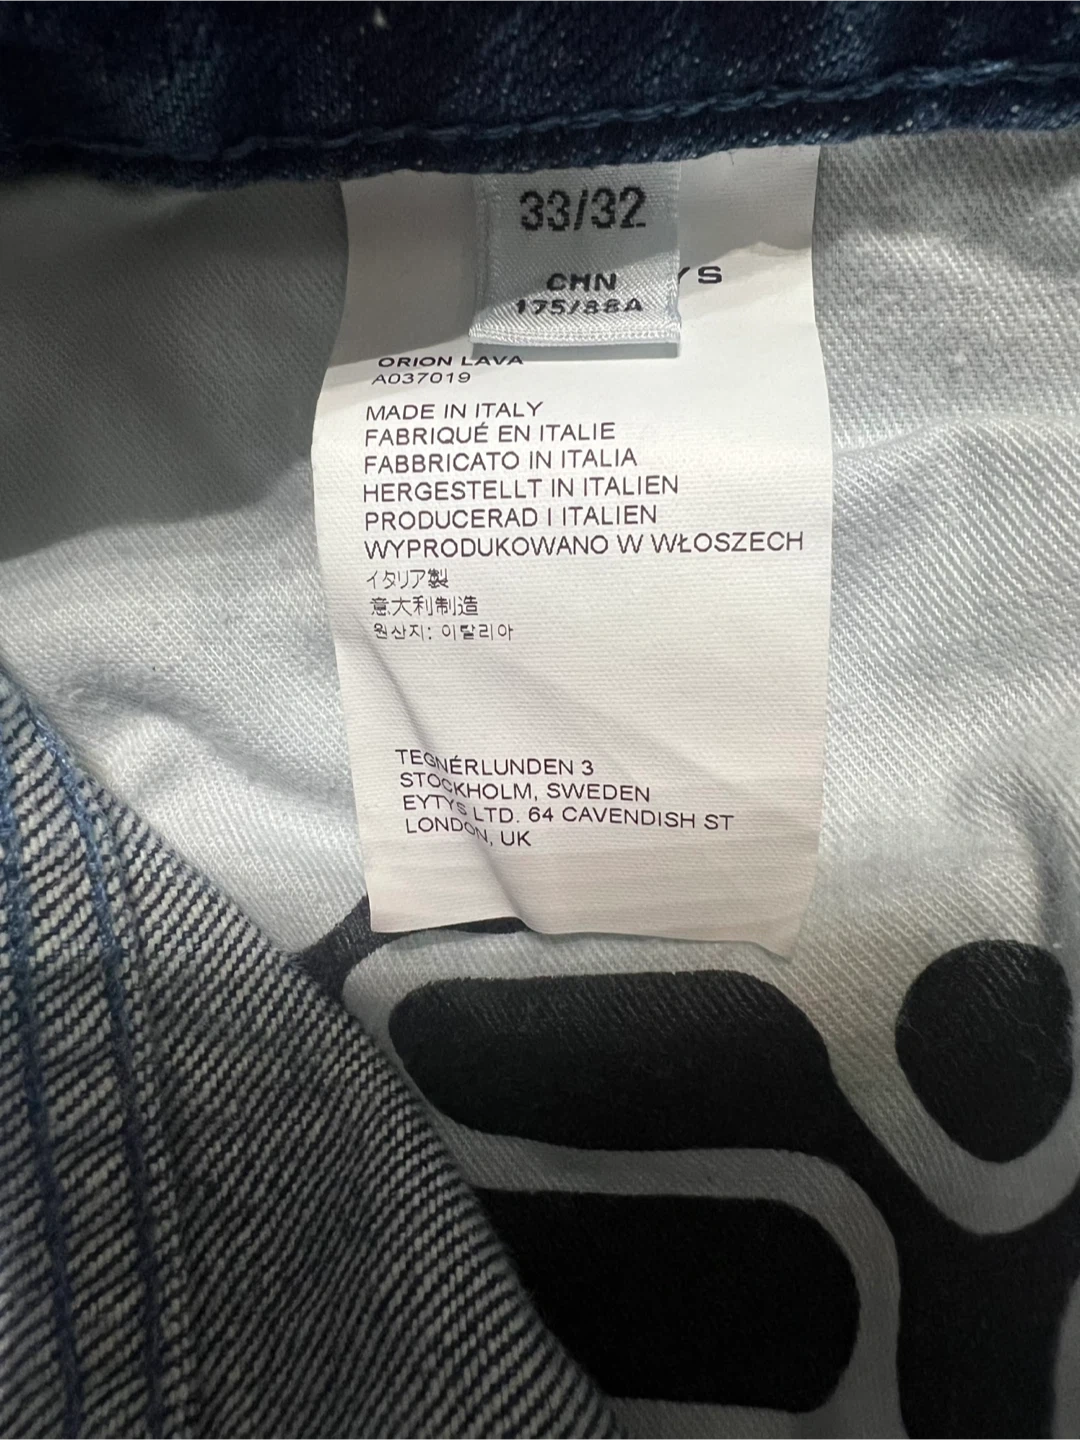 33/32
CHN
175/88A
YS
ORION LAVA
A037019
MADE IN ITALY
FABRIQUÉ EN ITALIE
FABBRICATO IN ITALIA
HERGESTELLT IN ITALIEN
PRODUCERAD I ITALIEN
WYPRODUKOWANO W WŁOSZECH
イタリア製
意大利制造
원산지: 이탈리아
TEGNÉRLUNDEN 3
STOCKHOLM, SWEDEN
EYTYS LTD. 64 CAVENDISH ST
LONDON, UK